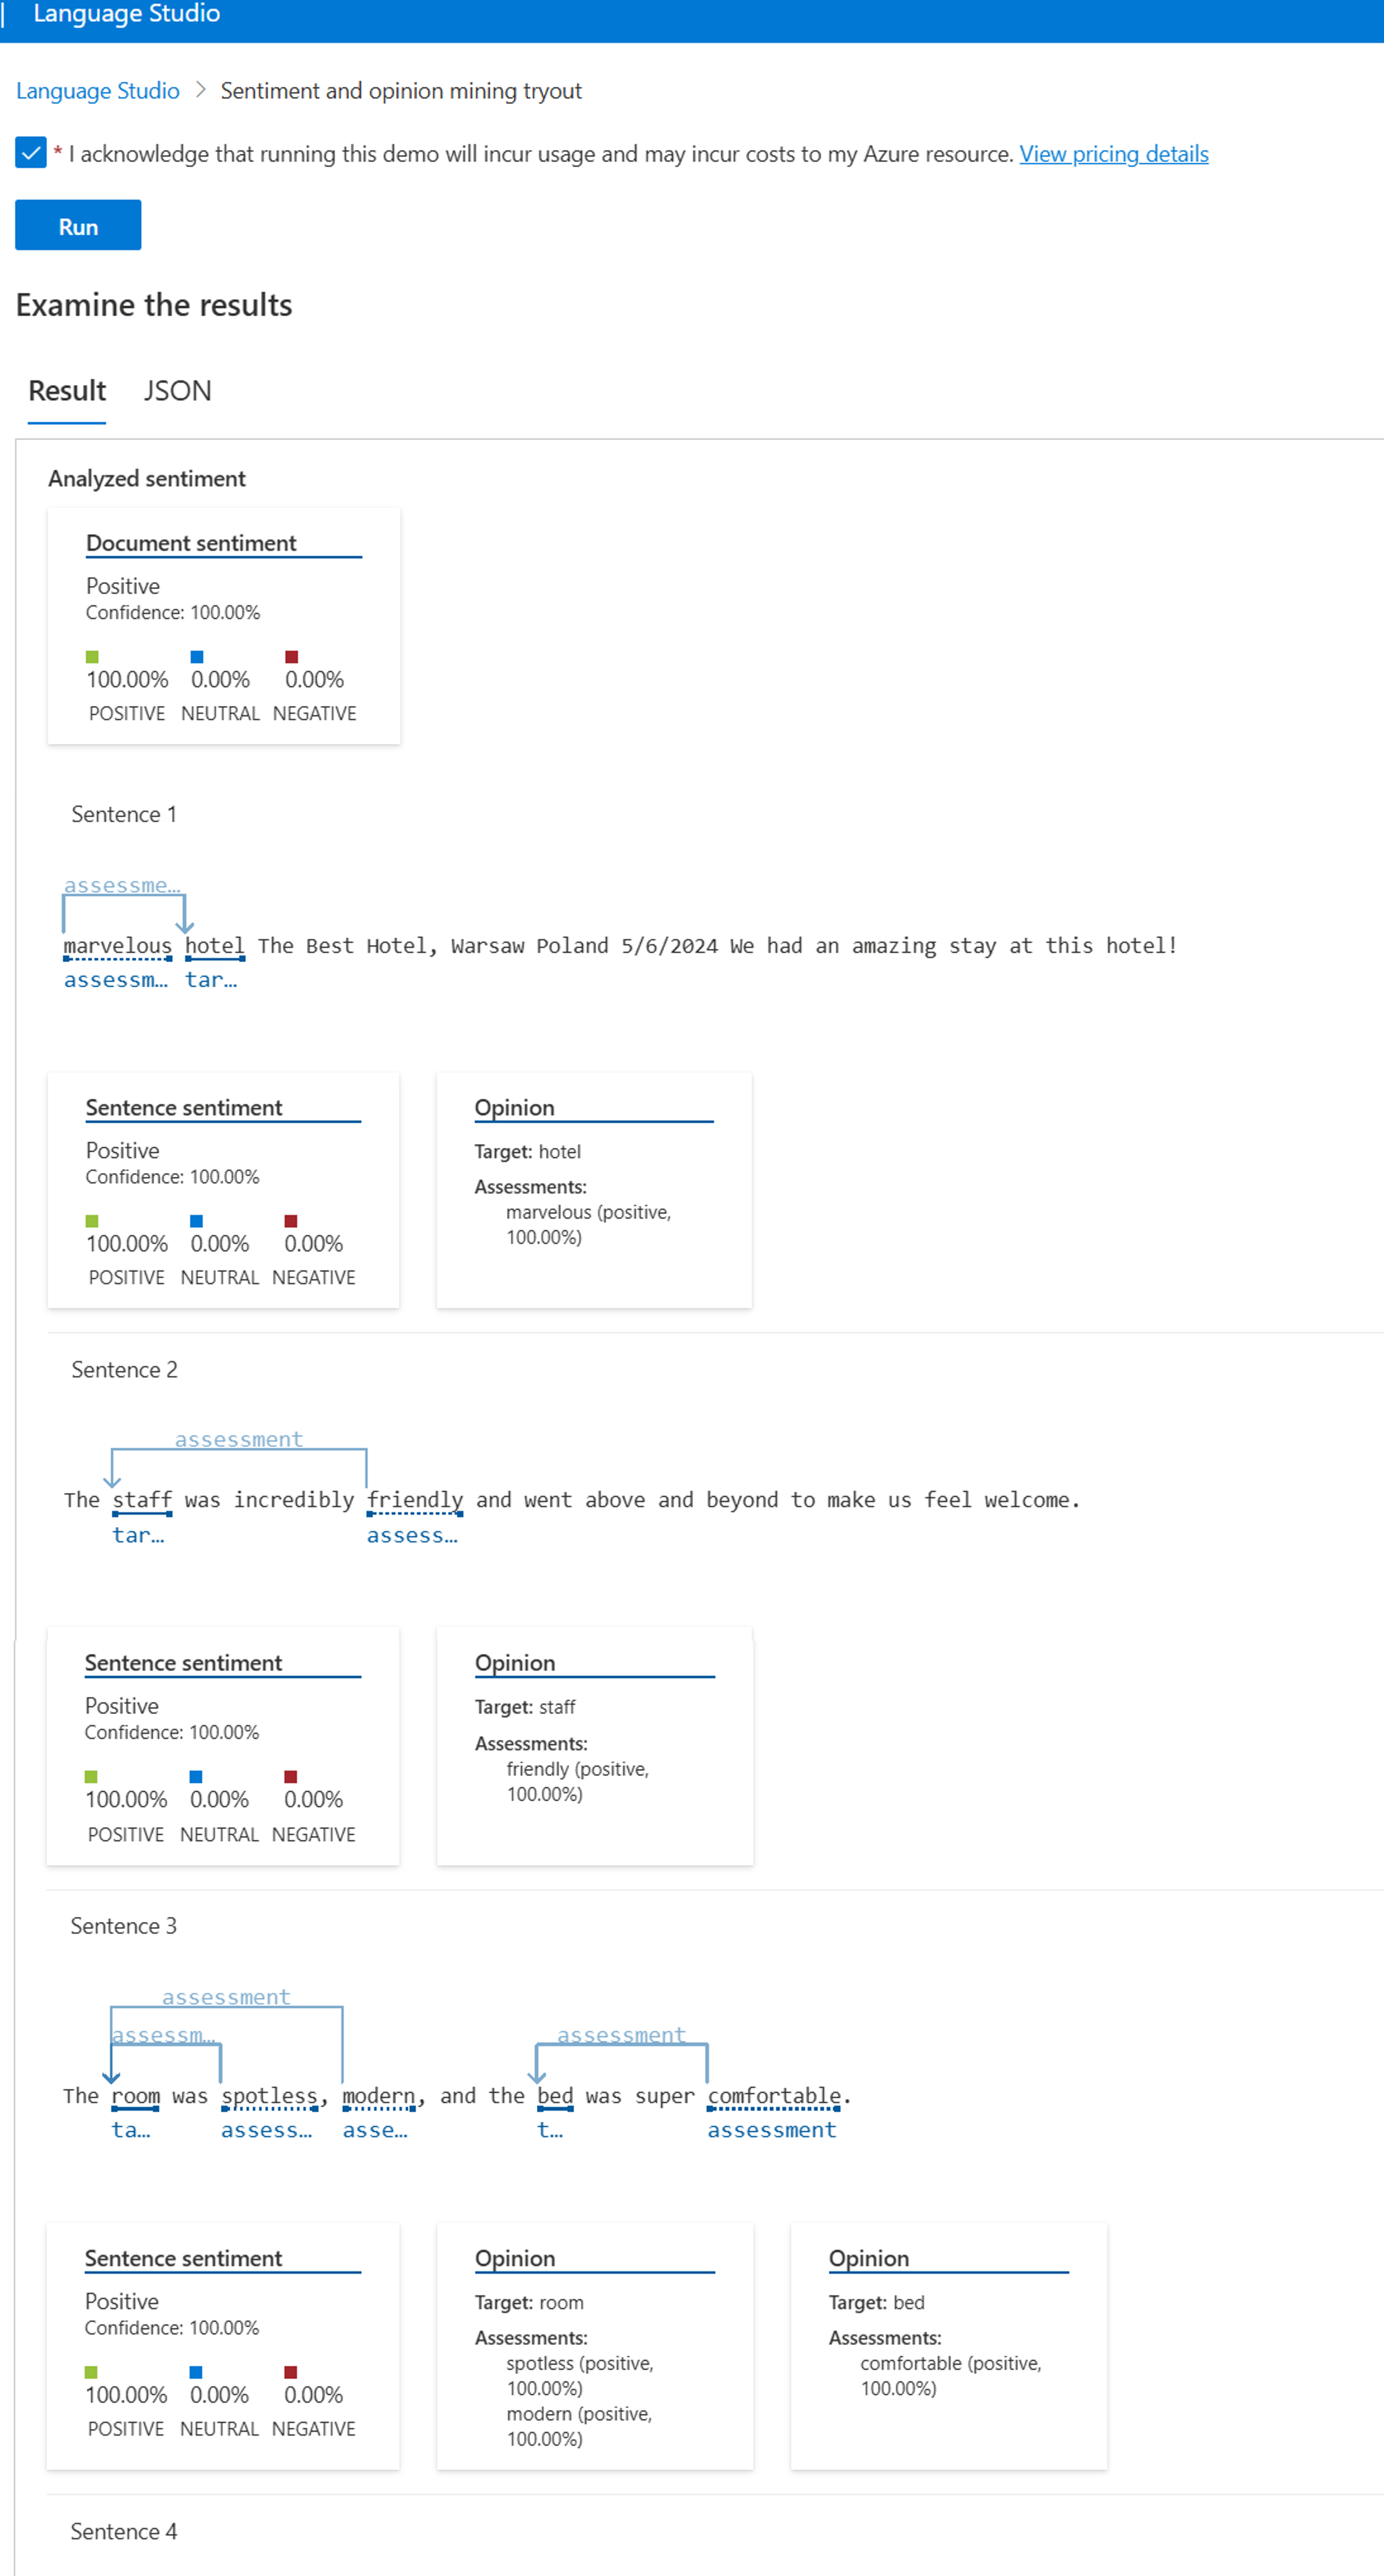 Language Studio
Language Studio > Sentiment and opinion mining tryout
* I acknowledge that running this demo will incur usage and may incur costs to my Azure resource. View pricing details
Run
Examine the results
Result JSON
Analyzed sentiment
Document sentiment
Positive
Confidence: 100.00%
100.00% 0.00% 0.00%
POSITIVE NEUTRAL NEGATIVE
Sentence 1
assessme...
marvelous hotel The Best Hotel, Warsaw Poland 5/6/2024 We had an amazing stay at this hotel!
assessm... tar...
Sentence sentiment
Positive
Confidence: 100.00%
100.00% 0.00% 0.00%
POSITIVE NEUTRAL NEGATIVE
Opinion
Target: hotel
Assessments:
marvelous (positive,
100.00%)
Sentence 2
assessment
The staff was incredibly friendly and went above and beyond to make us feel welcome.
tar... assess...
Sentence sentiment
Positive
Confidence: 100.00%
100.00% 0.00% 0.00%
POSITIVE NEUTRAL NEGATIVE
Opinion
Target: staff
Assessments:
friendly (positive,
100.00%)
Sentence 3
assessment
assessm... assessment
The room was spotless, modern, and the bed was super comfortable.
ta... assess... asse... t... assessment
Sentence sentiment
Positive
Confidence: 100.00%
100.00% 0.00% 0.00%
POSITIVE NEUTRAL NEGATIVE
Opinion
Target: room
Assessments:
spotless (positive,
100.00%)
modern (positive,
100.00%)
Opinion
Target: bed
Assessments:
comfortable (positive,
100.00%)
Sentence 4